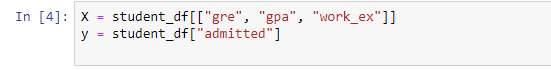 In [4]: X = student_df[["gre", "gpa", "work_ex"]]
y = student_df["admitted"]